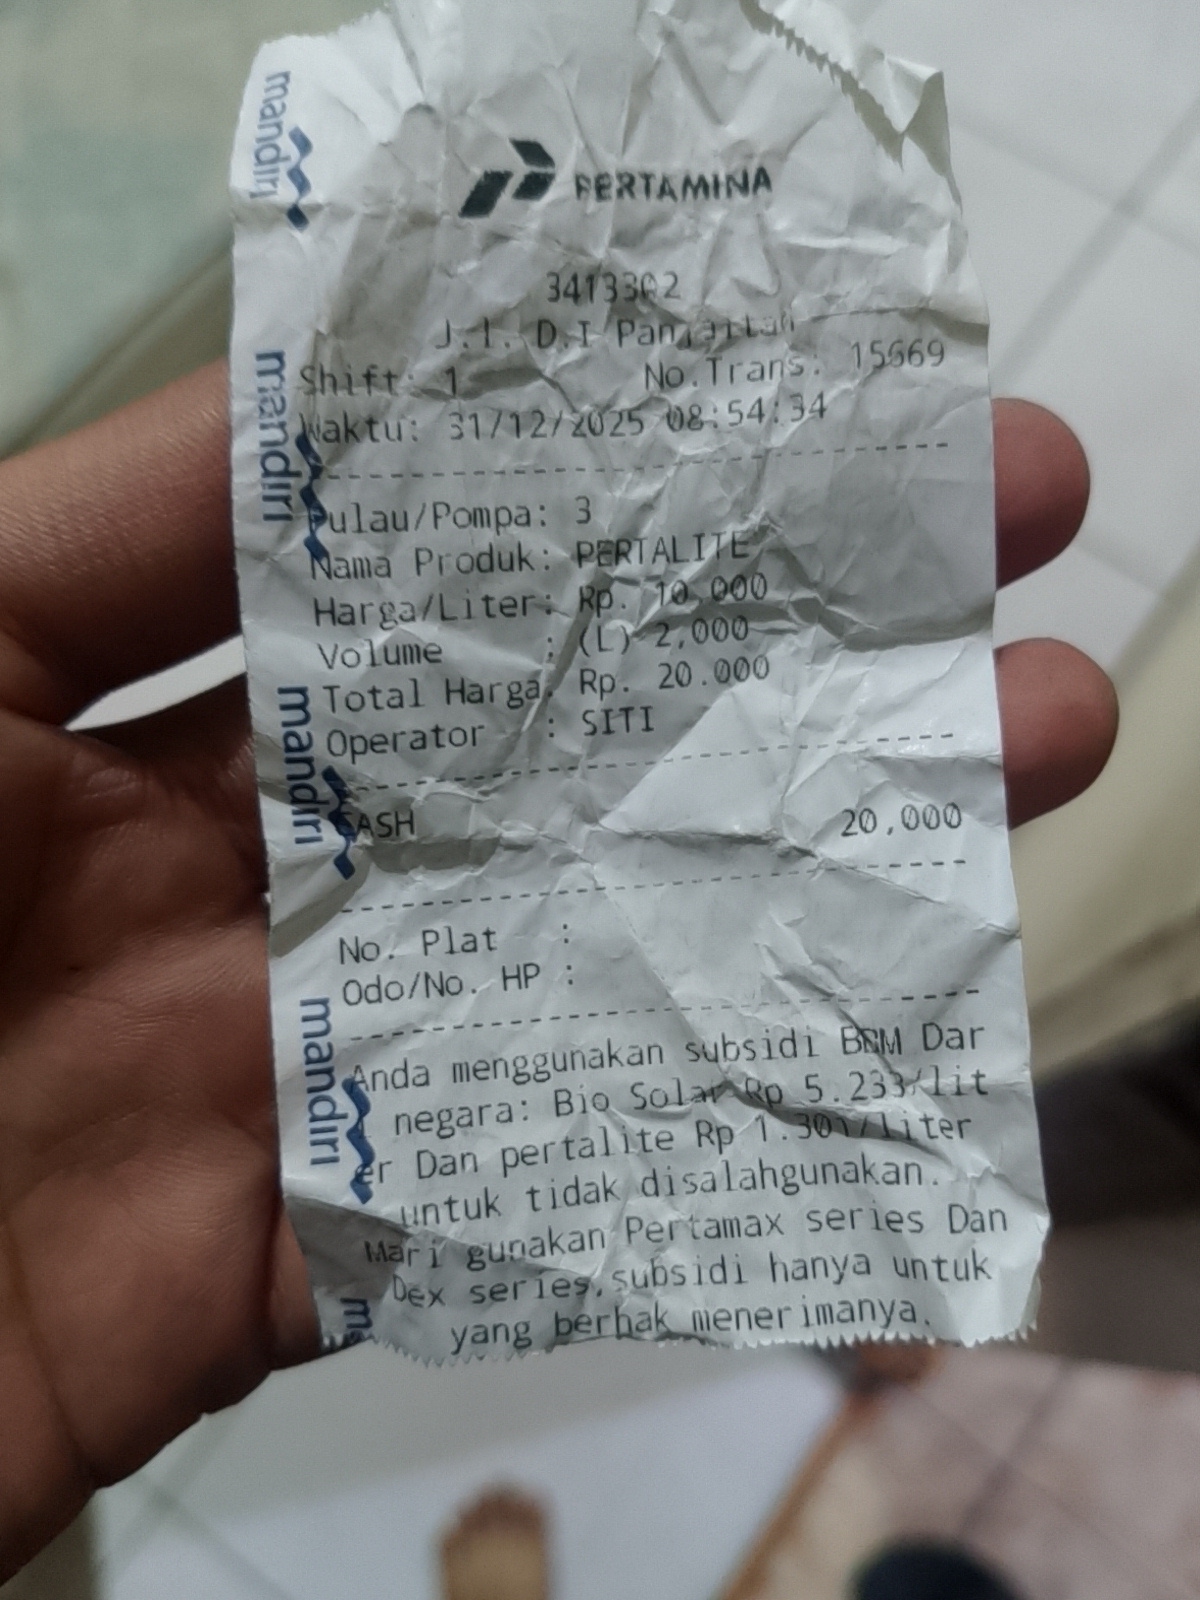 mandiri
PERTAMINA
3413302
J.l. D.I Panjaitan
Shift: 1 No.Trans: 15669
Waktu: 31/12/2025 08:54:34
Pulau/Pompa: 3
Nama Produk: PERTALITE
Harga/Liter: Rp. 10.000
Volume : (L) 2,000
Total Harga: Rp. 20.000
Operator : SITI
CASH 20,000
No. Plat :
Odo/No. HP :
Anda menggunakan subsidi BBM Dar
negara: Bio Solar Rp 5.233/lit
er Dan pertalite Rp 1.301/liter
untuk tidak disalahgunakan.
Mari gunakan Pertamax series Dan
Dex series,subsidi hanya untuk
yang berhak menerimanya.
mandiri
mandiri
mandiri